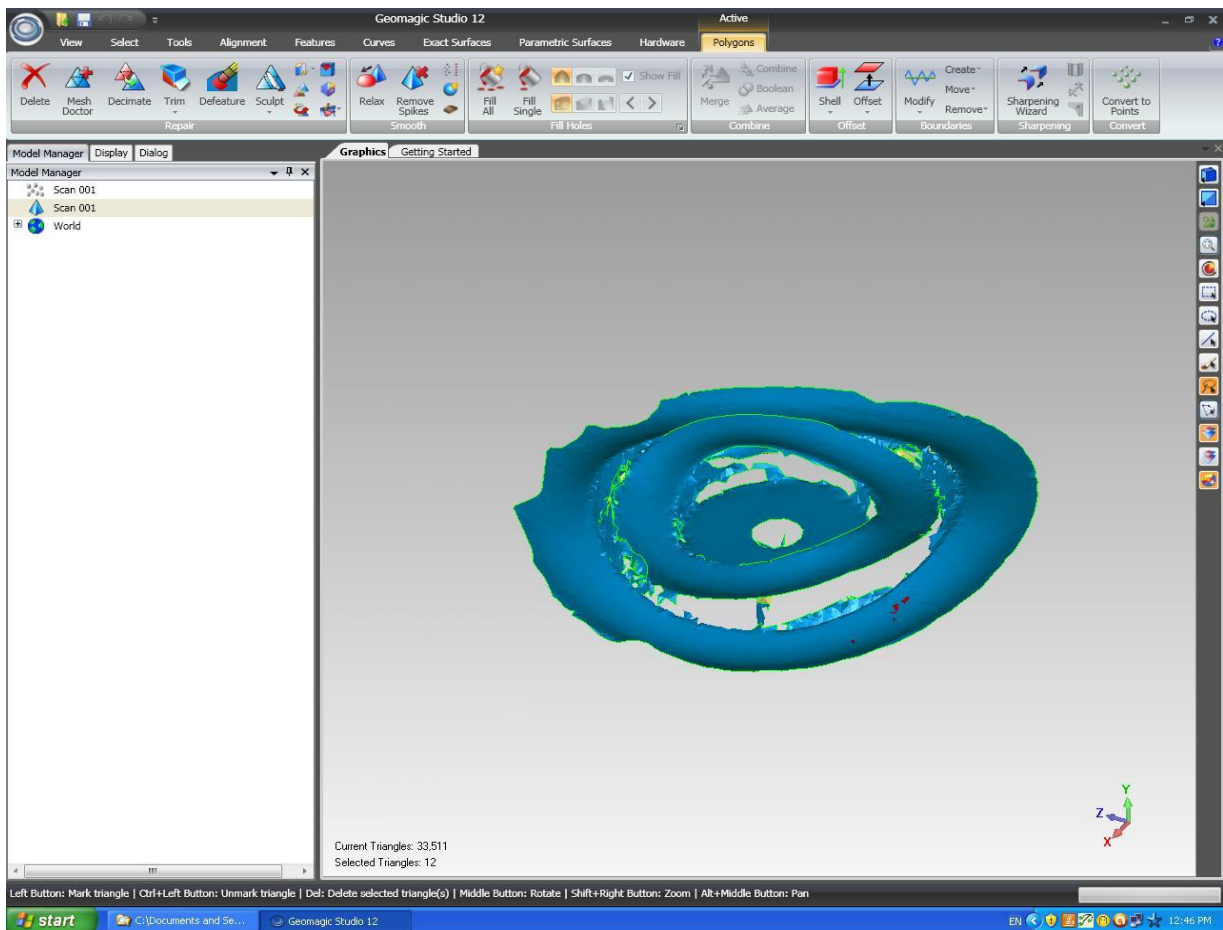 Geomagic Studio 12
Active
View Select Tools Alignment Features Curves Exact Surfaces Parametric Surfaces Hardware Polygons
Delete Mesh Doctor Decimate Trim Defeature Sculpt
Repair
Relax Remove Spikes
Smooth
Fill All Fill Single Show Fill
Fill Holes
Merge Combine Boolean Average
Combine
Shell Offset
Offset
Modify Create Move Remove
Boundaries
Sharpening Wizard
Sharpening
Convert to Points
Convert
Model Manager Display Dialog
Graphics Getting Started
Model Manager
Scan 001
Scan 001
World
Y
Z
X
Current Triangles: 33,511
Selected Triangles: 12
Left Button: Mark triangle | Ctrl+Left Button: Unmark triangle | Del: Delete selected triangle(s) | Middle Button: Rotate | Shift+Right Button: Zoom | Alt+Middle Button: Pan
start C:\Documents and Se... Geomagic Studio 12 EN 12:46 PM